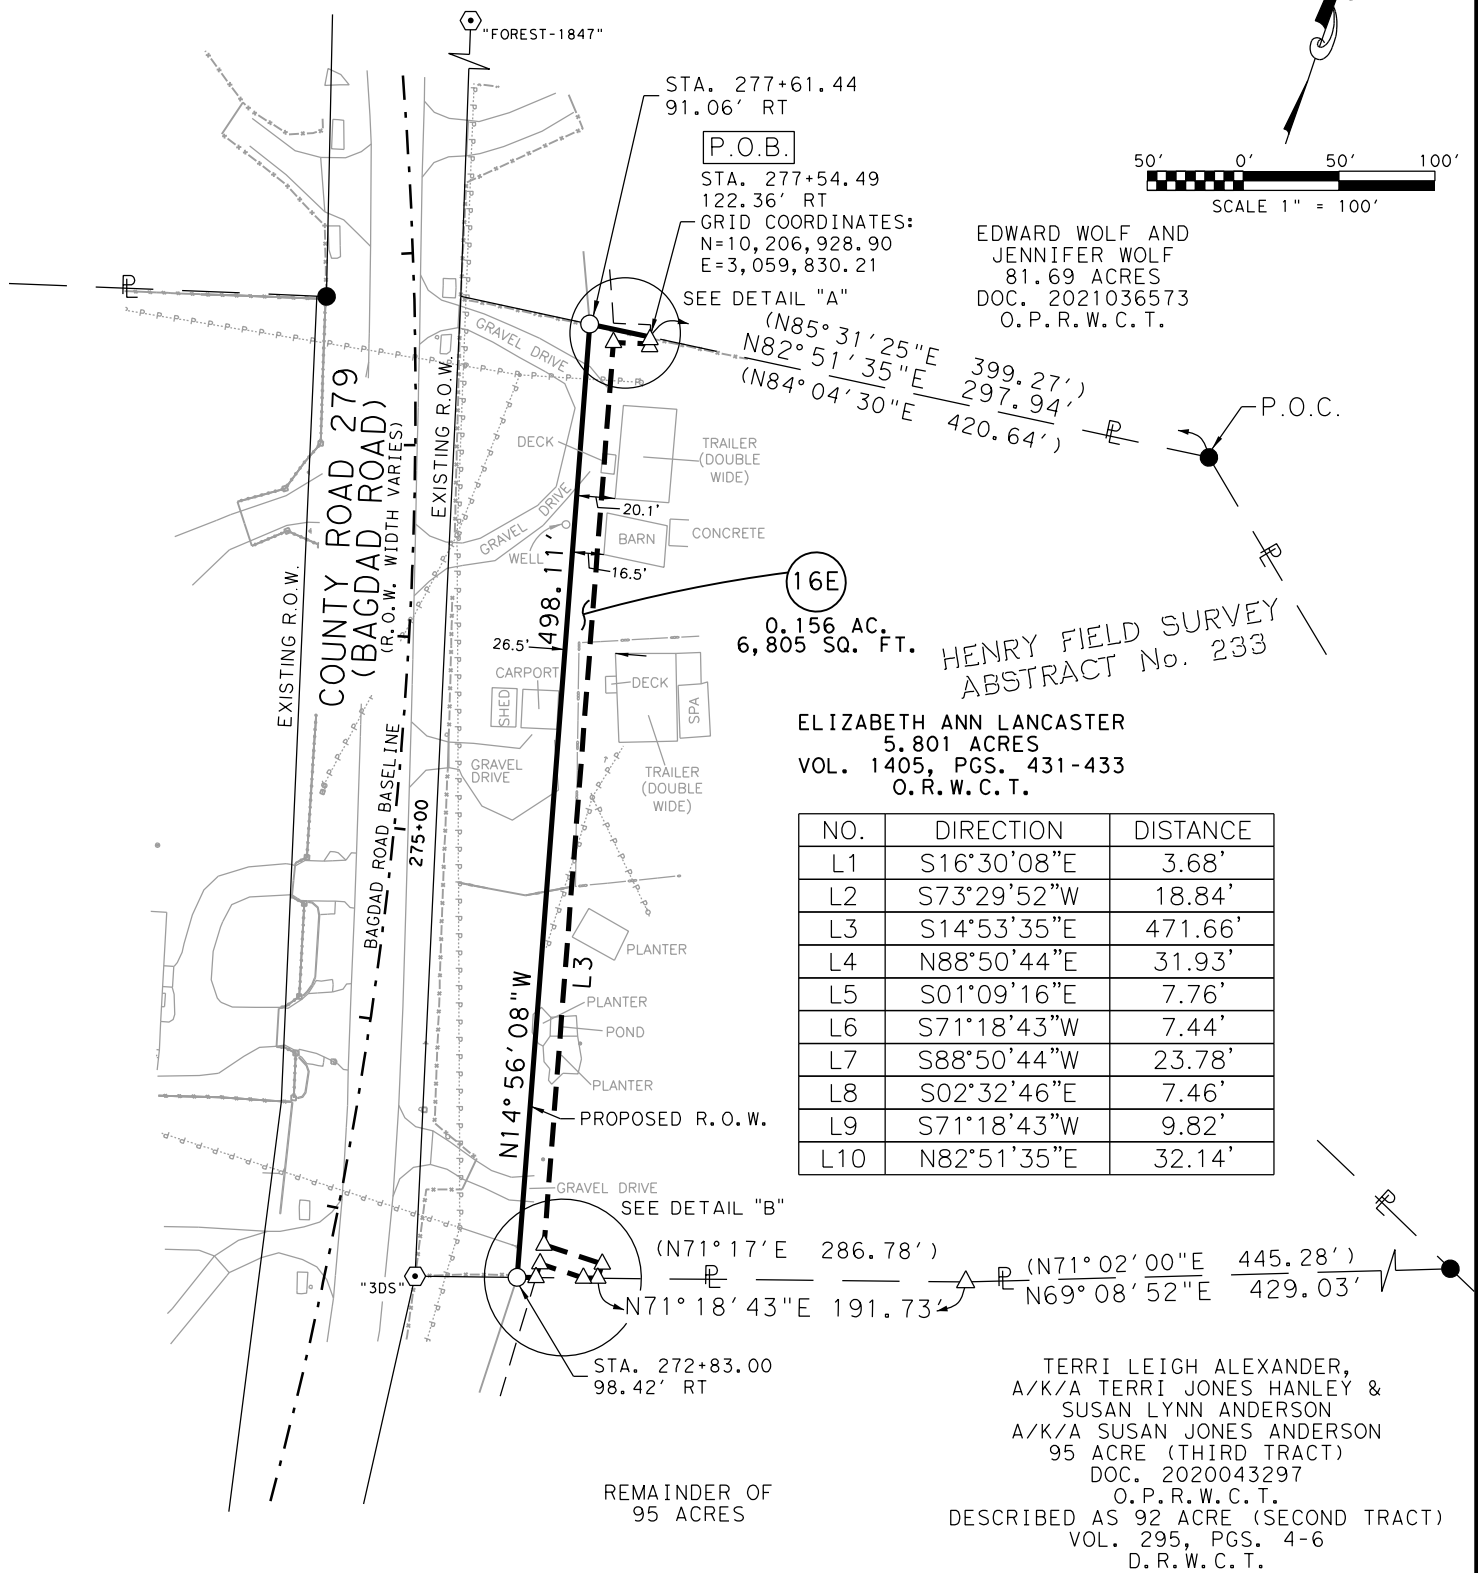 "FOREST-1847"
STA. 277+61.44
91.06' RT
P.O.B.
STA. 277+54.49
122.36' RT
GRID COORDINATES:
N=10,206,928.90
E=3,059,830.21
50' 0' 50' 100'
SCALE 1" = 100'
EDWARD WOLF AND
JENNIFER WOLF
81.69 ACRES
DOC. 2021036573
O.P.R.W.C.T.
SEE DETAIL "A"
(N85°31'25"E 399.27')
N82°51'35"E 297.94'
(N84°04'30"E 420.64')
P.O.C.
COUNTY ROAD 279
(BAGDAD ROAD)
(R.O.W. WIDTH VARIES)
EXISTING R.O.W.
EXISTING R.O.W.
BAGDAD ROAD BASELINE
275+00
GRAVEL DRIVE
DECK
TRAILER
(DOUBLE
WIDE)
20.1'
GRAVEL DRIVE
WELL
BARN
CONCRETE
16.5'
498.11'
16E
0.156 AC.
6,805 SQ. FT.
26.5'
HENRY FIELD SURVEY
ABSTRACT No. 233
CARPORT
SHED
DECK
SPA
GRAVEL
DRIVE
TRAILER
(DOUBLE
WIDE)
ELIZABETH ANN LANCASTER
5.801 ACRES
VOL. 1405, PGS. 431-433
O.R.W.C.T.
NO. DIRECTION DISTANCE
L1 S16°30'08"E 3.68'
L2 S73°29'52"W 18.84'
L3 S14°53'35"E 471.66'
L4 N88°50'44"E 31.93'
L5 S01°09'16"E 7.76'
L6 S71°18'43"W 7.44'
L7 S88°50'44"W 23.78'
L8 S02°32'46"E 7.46'
L9 S71°18'43"W 9.82'
L10 N82°51'35"E 32.14'
PLANTER
L3
N14°56'08"W
PLANTER
POND
PLANTER
PROPOSED R.O.W.
GRAVEL DRIVE
SEE DETAIL "B"
(N71°17'E 286.78')
N71°18'43"E 191.73'
(N71°02'00"E 445.28')
N69°08'52"E 429.03'
"3DS"
STA. 272+83.00
98.42' RT
REMAINDER OF
95 ACRES
TERRI LEIGH ALEXANDER,
A/K/A TERRI JONES HANLEY &
SUSAN LYNN ANDERSON
A/K/A SUSAN JONES ANDERSON
95 ACRE (THIRD TRACT)
DOC. 2020043297
O.P.R.W.C.T.
DESCRIBED AS 92 ACRE (SECOND TRACT)
VOL. 295, PGS. 4-6
D.R.W.C.T.